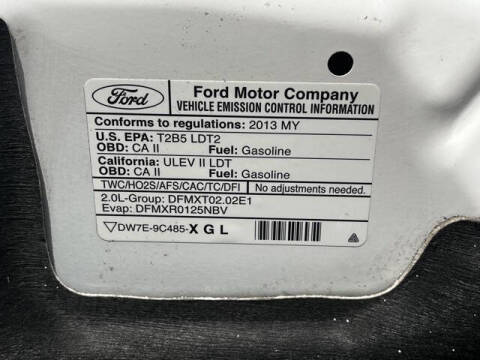 Ford
Ford Motor Company
VEHICLE EMISSION CONTROL INFORMATION
Conforms to regulations: 2013 MY
U.S. EPA: T2B5 LDT2
OBD: CA II Fuel: Gasoline
California: ULEV II LDT
OBD: CA II Fuel: Gasoline
TWC/HO2S/AFS/CAC/TC/DFI No adjustments needed.
2.0L-Group: DFMXT02.02E1
Evap: DFMXR0125NBV
DW7E-9C485-X G L